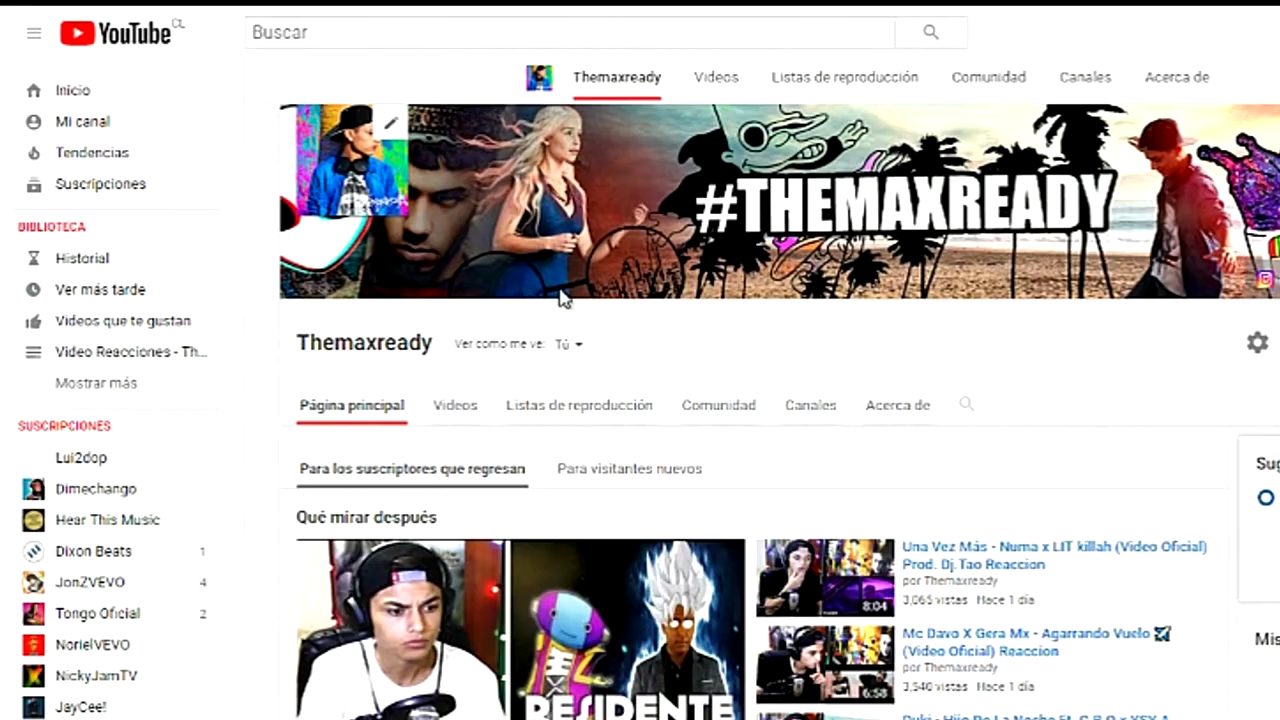 YouTube CL
Buscar
Themaxready Videos Listas de reproducción Comunidad Canales Acerca de
Inicio
Mi canal
Tendencias
Suscripciones
BIBLIOTECA
Historial
Ver más tarde
Videos que te gustan
Video Reacciones - Th...
Mostrar más
SUSCRIPCIONES
Lui2dop
Dimechango
Hear This Music
Dixon Beats 1
JonZVEVO 4
Tongo Oficial 2
NorielVEVO
NickyJamTV
JayCee!
#THEMAXREADY
Themaxready Ver como me ve: Tú
Página principal Videos Listas de reproducción Comunidad Canales Acerca de
Para los suscriptores que regresan Para visitantes nuevos
Qué mirar después
RESIDENTE
Una Vez Más - Numa x LIT killah (Video Oficial)
Prod. Dj.Tao Reaccion
por Themaxready
3,065 vistas Hace 1 día
8:04
Mc Davo X Gera Mx - Agarrando Vuelo
(Video Oficial) Reaccion
por Themaxready
3,540 vistas Hace 1 día
6:58
Sug
Mis